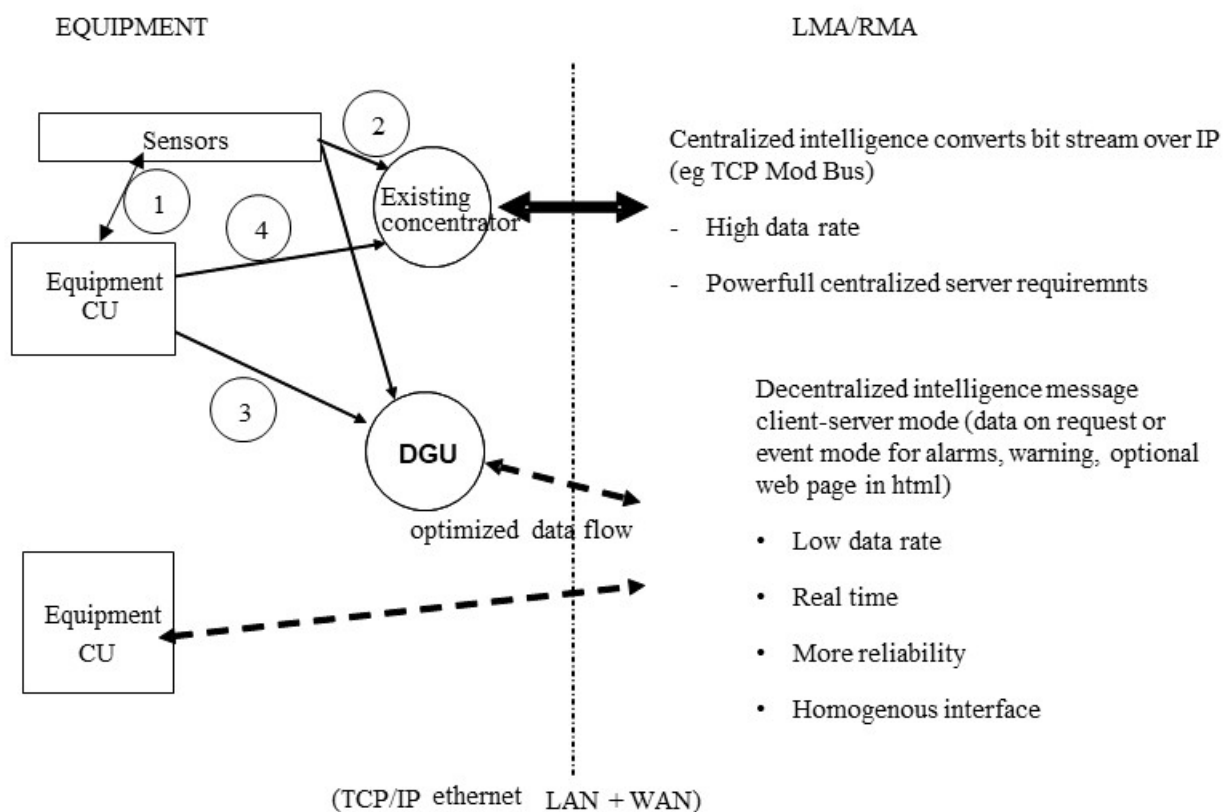 EQUIPMENT
LMA/RMA
Sensors
2
1
Existing
concentrator
4
Equipment
CU
3
DGU
optimized data flow
Equipment
CU
Centralized intelligence converts bit stream over IP
(eg TCP Mod Bus)
- High data rate
- Powerfull centralized server requiremnts
Decentralized intelligence message
client-server mode (data on request or
event mode for alarms, warning, optional
web page in html)
• Low data rate
• Real time
• More reliability
• Homogenous interface
(TCP/IP ethernet LAN + WAN)